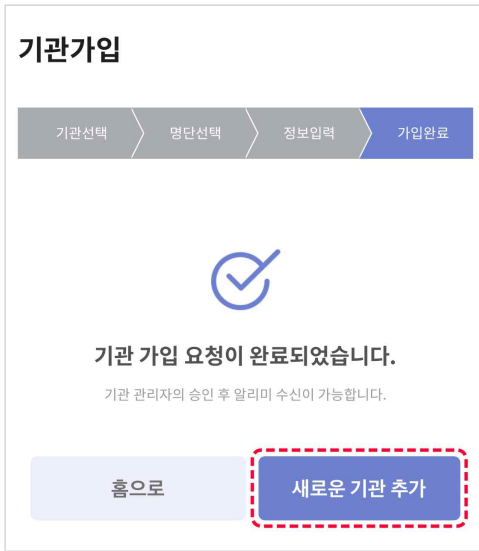 기관가입
기관선택 명단선택 정보입력 가입완료
기관 가입 요청이 완료되었습니다.
기관 관리자의 승인 후 알리미 수신이 가능합니다.
홈으로 새로운 기관 추가